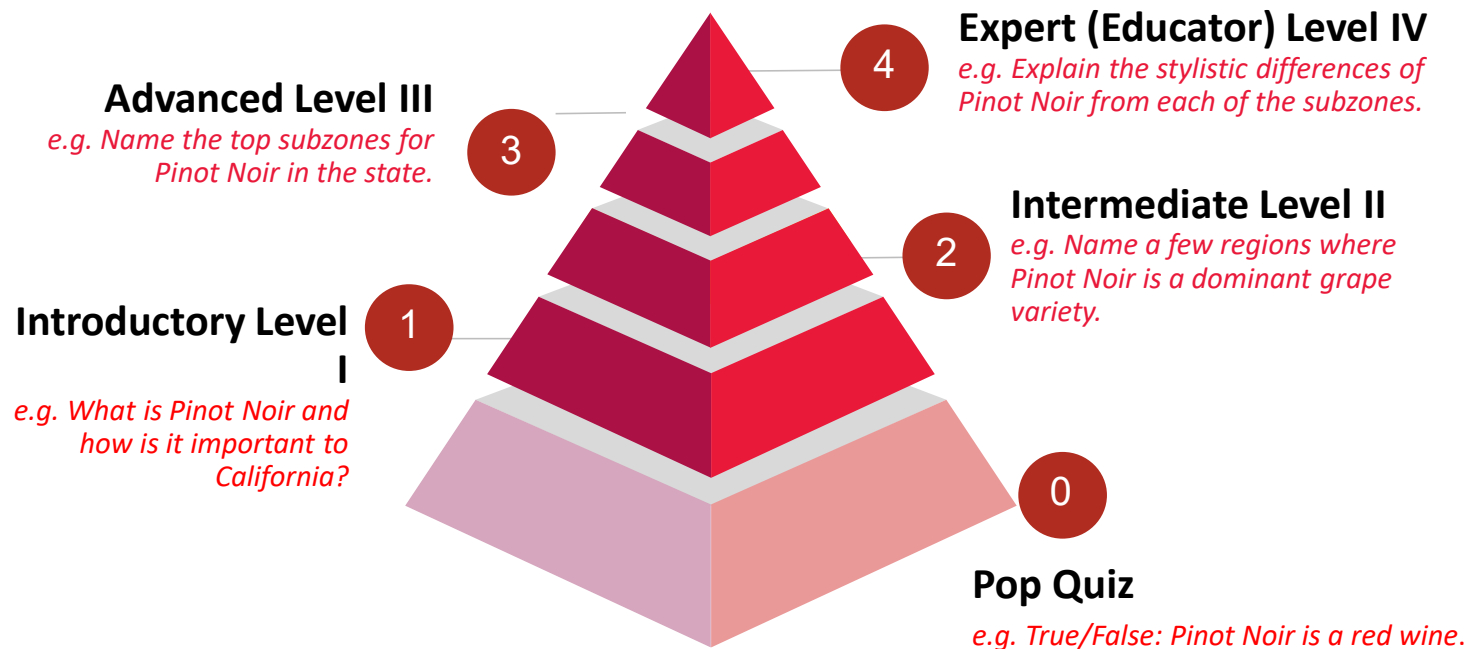 4
Expert (Educator) Level IV
e.g. Explain the stylistic differences of
Pinot Noir from each of the subzones.
Advanced Level III
e.g. Name the top subzones for
Pinot Noir in the state.
3
Intermediate Level II
e.g. Name a few regions where
Pinot Noir is a dominant grape
variety.
2
Introductory Level
I
e.g. What is Pinot Noir and
how is it important to
California?
1
0
Pop Quiz
e.g. True/False: Pinot Noir is a red wine.